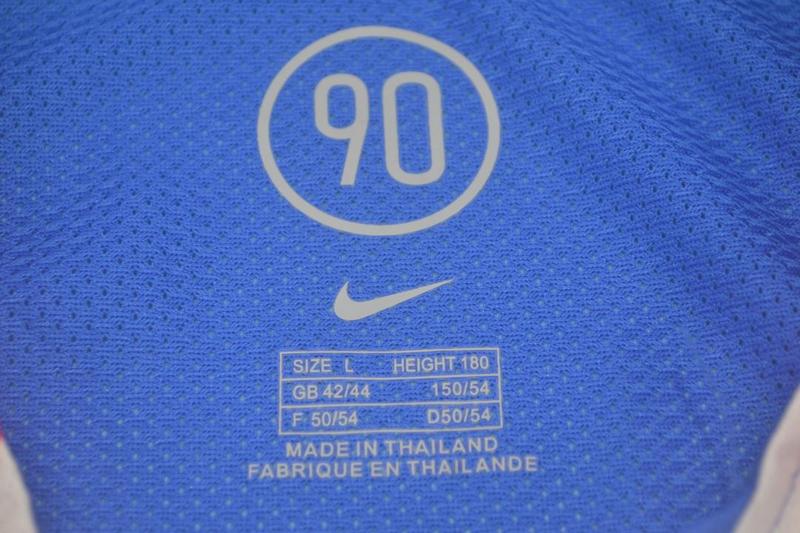 90
SIZE L HEIGHT 180
GB 42/44 150/54
F 50/54 D50/54
MADE IN THAILAND
FABRIQUE EN THAILANDE